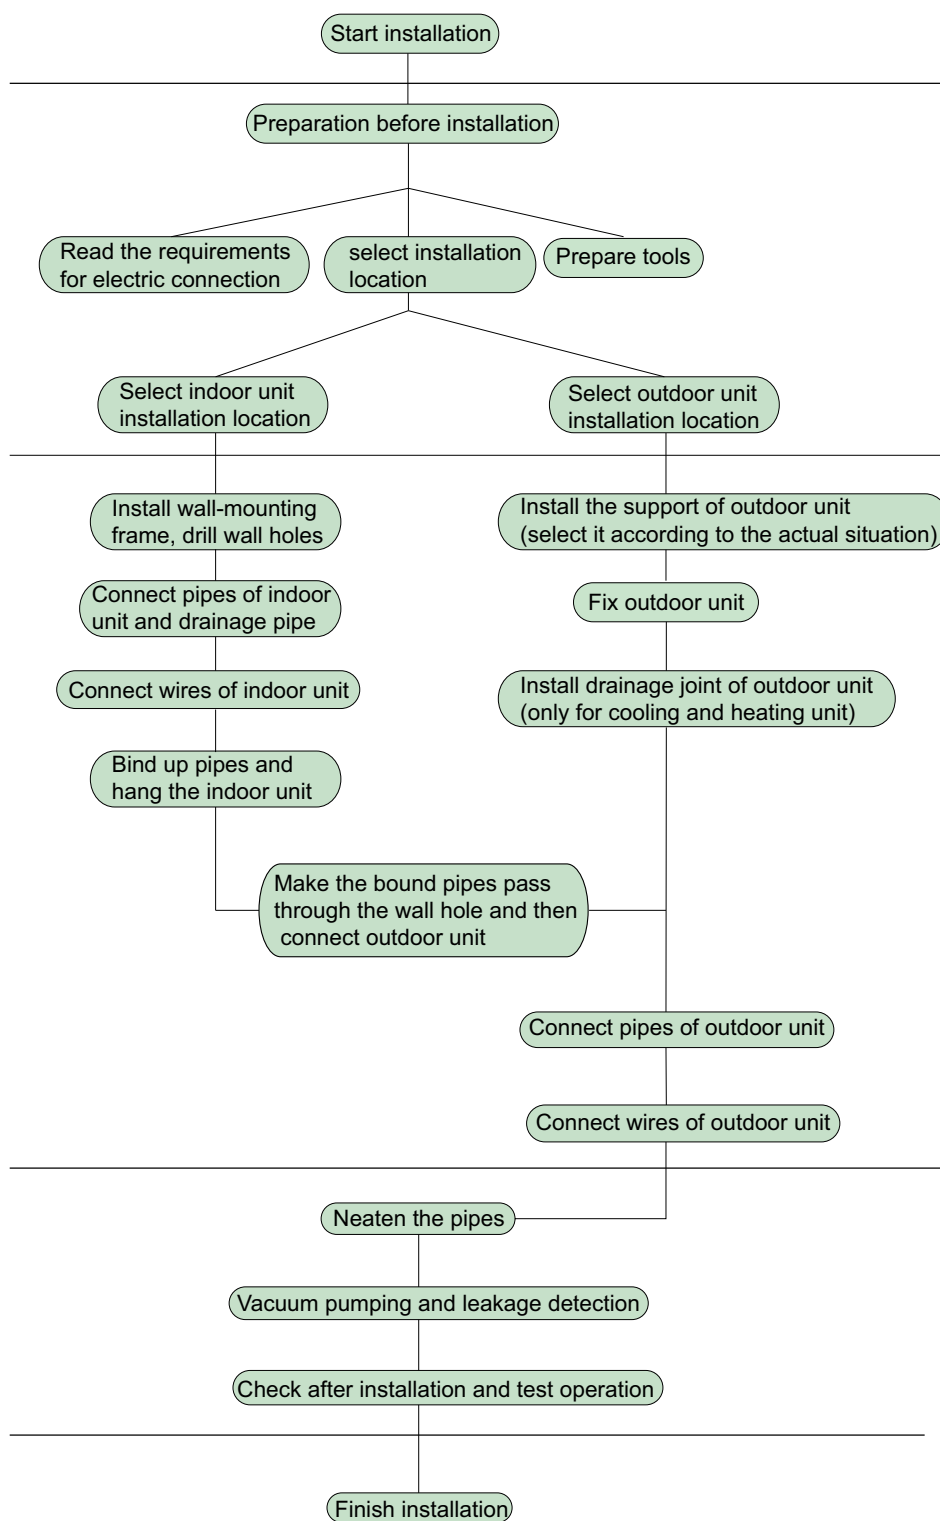 Start installation
Preparation before installation
Read the requirements
for electric connection
select installation
location
Prepare tools
Select indoor unit
installation location
Select outdoor unit
installation location
Install wall-mounting
frame, drill wall holes
Install the support of outdoor unit
(select it according to the actual situation)
Connect pipes of indoor
unit and drainage pipe
Fix outdoor unit
Connect wires of indoor unit
Install drainage joint of outdoor unit
(only for cooling and heating unit)
Bind up pipes and
hang the indoor unit
Make the bound pipes pass
through the wall hole and then
connect outdoor unit
Connect pipes of outdoor unit
Connect wires of outdoor unit
Neaten the pipes
Vacuum pumping and leakage detection
Check after installation and test operation
Finish installation